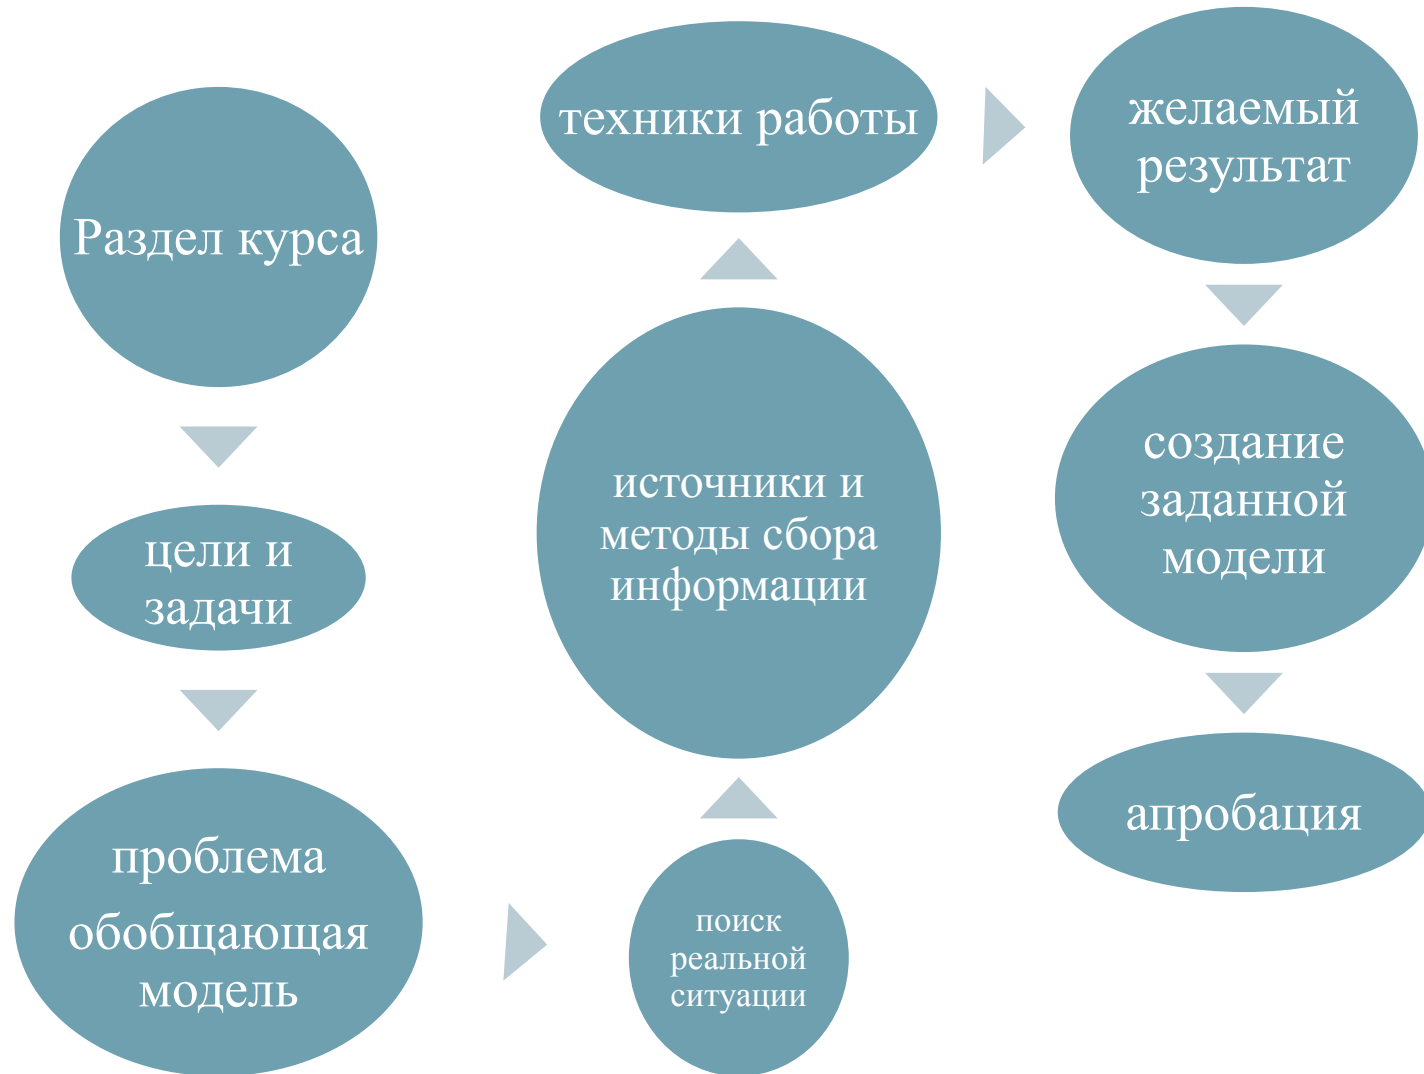 Раздел курса
цели и
задачи
проблема
обобщающая
модель
поиск
реальной
ситуации
источники и
методы сбора
информации
техники работы
желаемый
результат
создание
заданной
модели
апробация